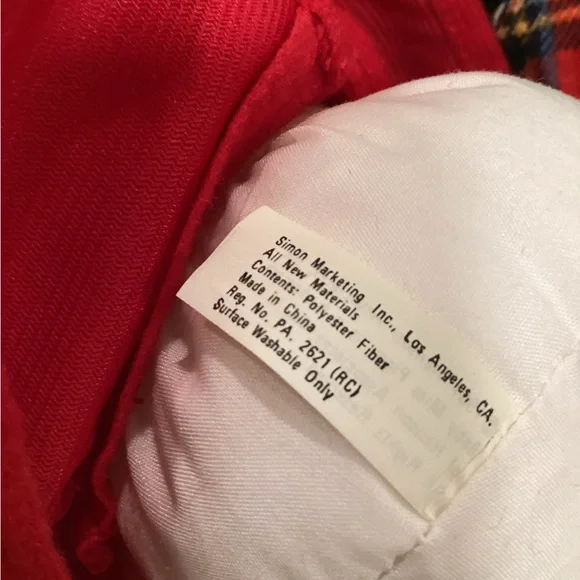 Simon Marketing Inc., Los Angeles, CA.
All New Materials
Contents: Polyester Fiber
Made in China
Reg. No. PA. 2621 (RC)
Surface Washable Only